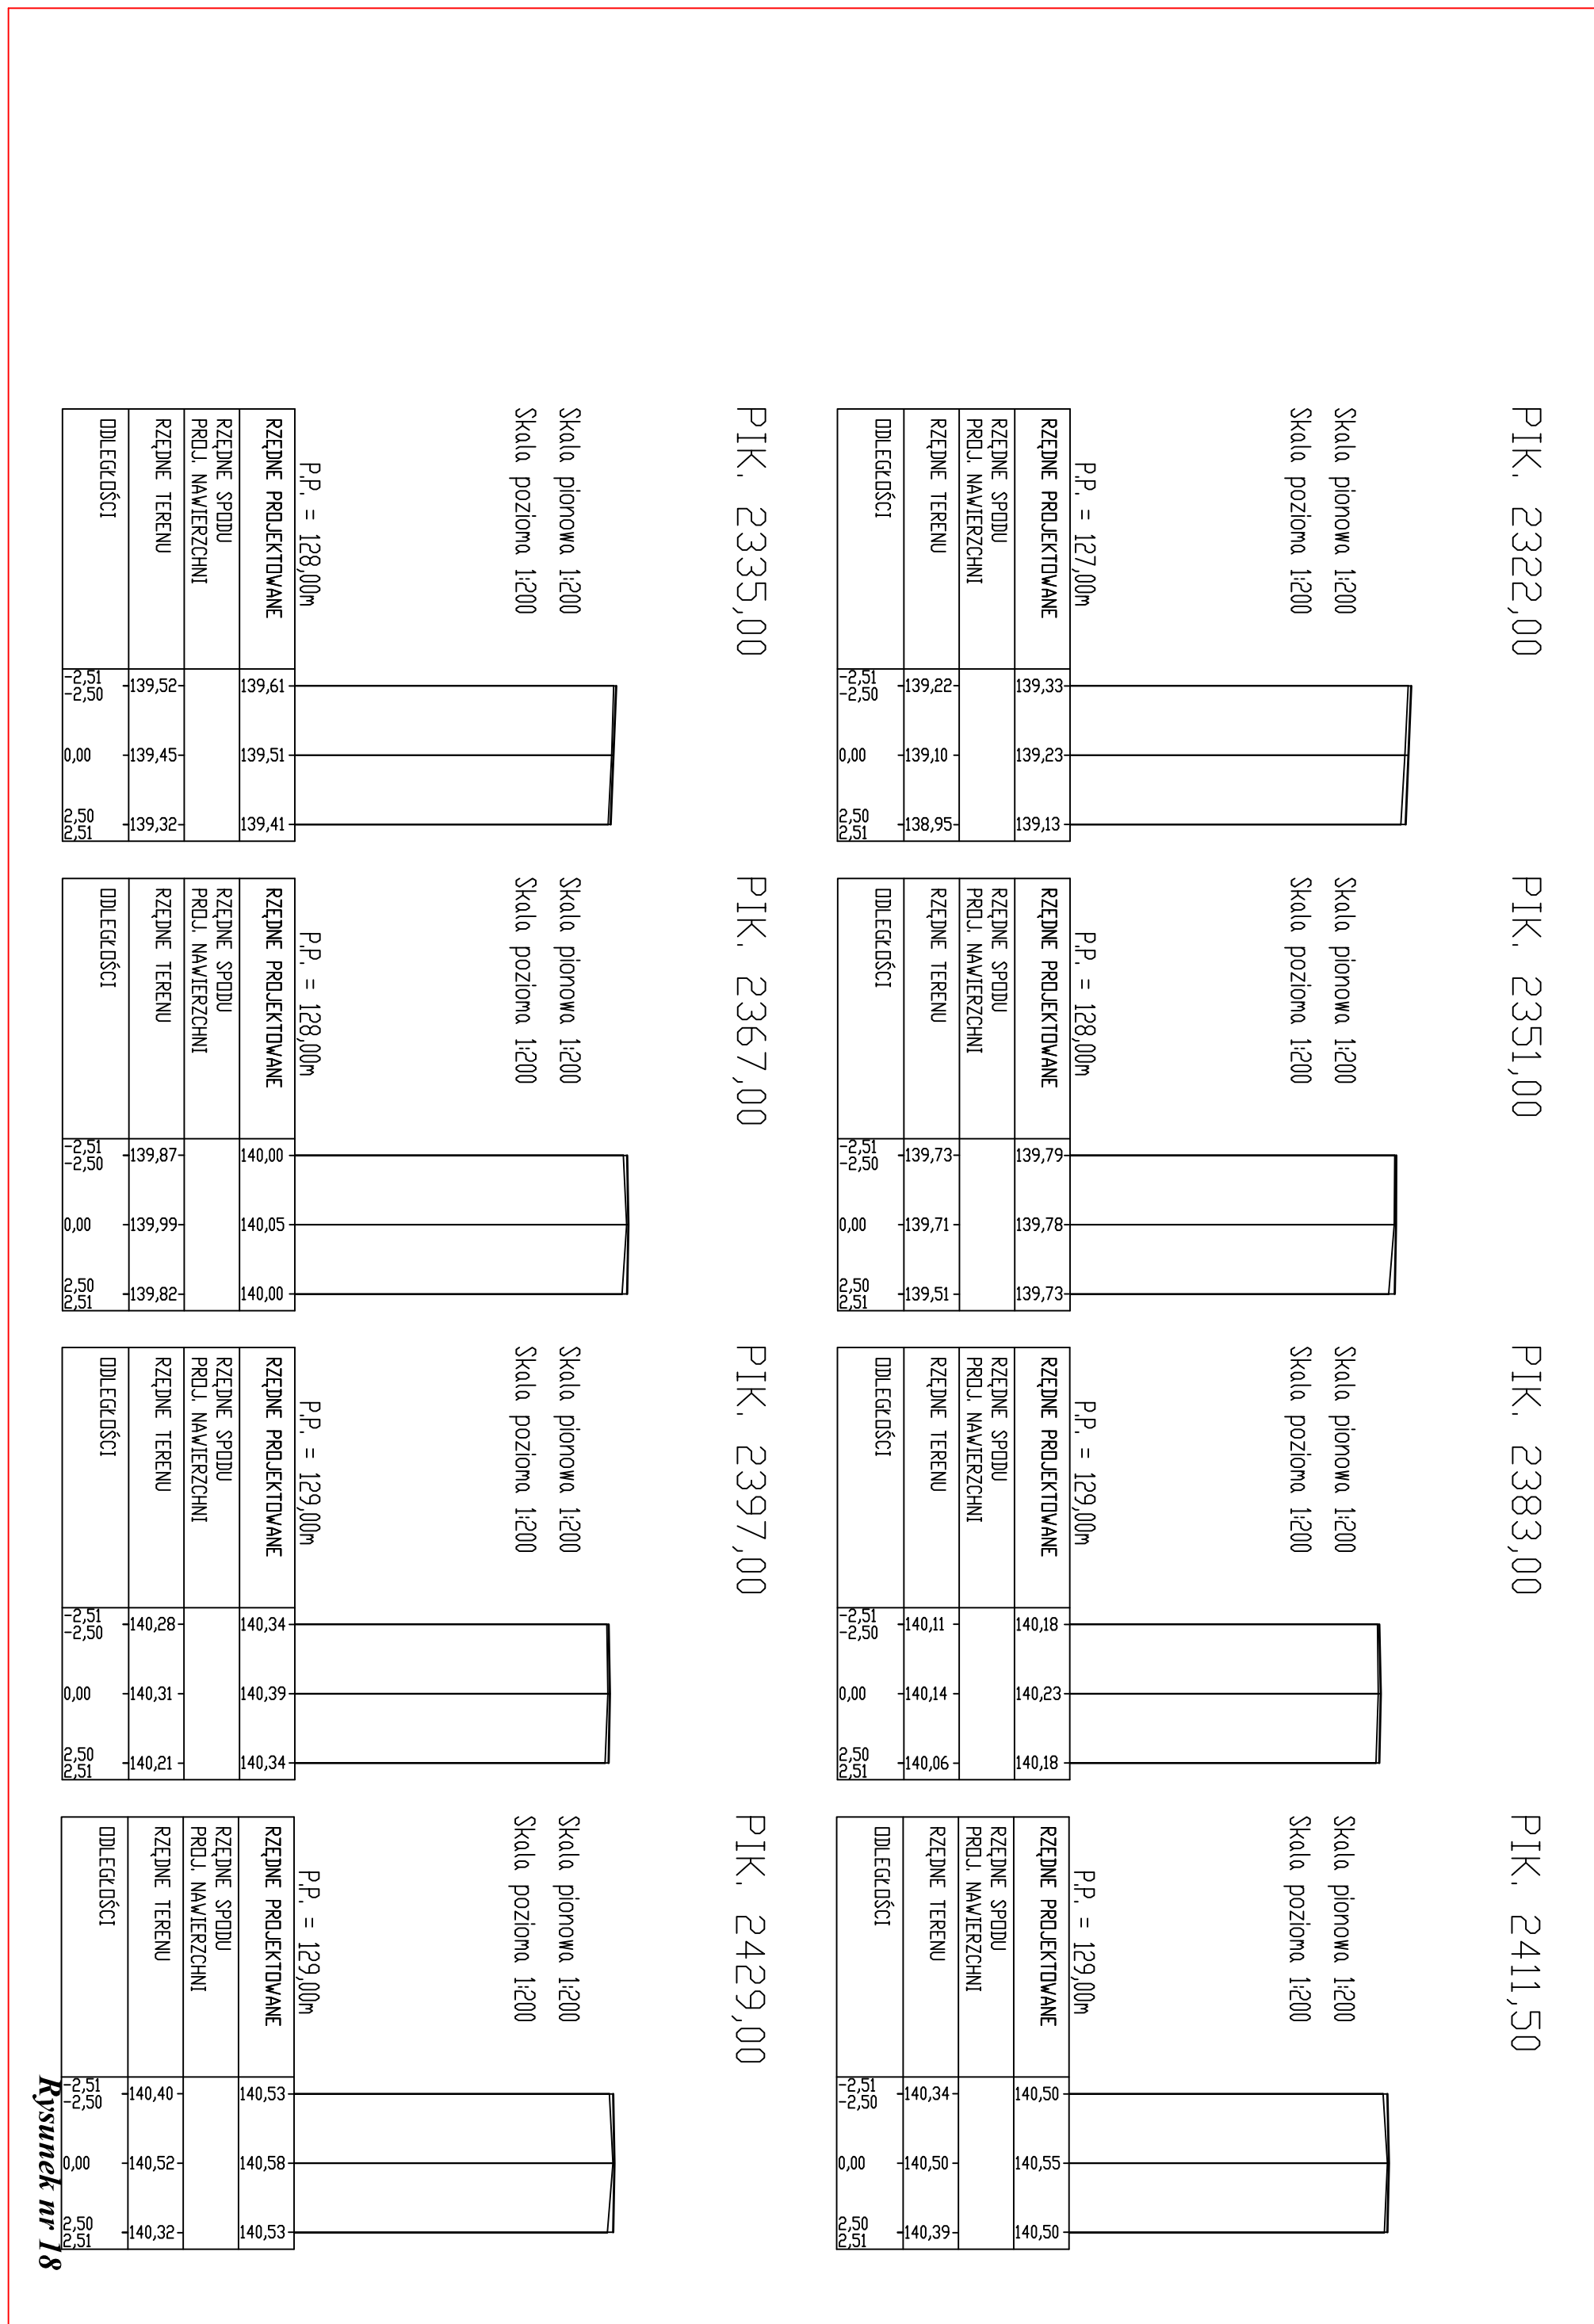 PIK. 2322,00
Skala pionowa 1:200
Skala pozioma 1:200
P.P. = 127,00m
RZĘDNE PROJEKTOWANE
139,33
139,23
139,13
RZĘDNE SPODU
PROJ. NAWIERZCHNI
RZĘDNE TERENU
139,22
139,10
138,95
ODLEGŁOŚCI
-2,51
-2,50
0,00
2,50
2,51
PIK. 2351,00
Skala pionowa 1:200
Skala pozioma 1:200
P.P. = 128,00m
RZĘDNE PROJEKTOWANE
139,79
139,78
139,73
RZĘDNE SPODU
PROJ. NAWIERZCHNI
RZĘDNE TERENU
139,73
139,71
139,51
ODLEGŁOŚCI
-2,51
-2,50
0,00
2,50
2,51
PIK. 2383,00
Skala pionowa 1:200
Skala pozioma 1:200
P.P. = 129,00m
RZĘDNE PROJEKTOWANE
140,18
140,23
140,18
RZĘDNE SPODU
PROJ. NAWIERZCHNI
RZĘDNE TERENU
140,11
140,14
140,06
ODLEGŁOŚCI
-2,51
-2,50
0,00
2,50
2,51
PIK. 2411,50
Skala pionowa 1:200
Skala pozioma 1:200
P.P. = 129,00m
RZĘDNE PROJEKTOWANE
140,50
140,55
140,50
RZĘDNE SPODU
PROJ. NAWIERZCHNI
RZĘDNE TERENU
140,34
140,50
140,39
ODLEGŁOŚCI
-2,51
-2,50
0,00
2,50
2,51
PIK. 2335,00
Skala pionowa 1:200
Skala pozioma 1:200
P.P. = 128,00m
RZĘDNE PROJEKTOWANE
139,61
139,51
139,41
RZĘDNE SPODU
PROJ. NAWIERZCHNI
RZĘDNE TERENU
139,52
139,45
139,32
ODLEGŁOŚCI
-2,51
-2,50
0,00
2,50
2,51
PIK. 2367,00
Skala pionowa 1:200
Skala pozioma 1:200
P.P. = 128,00m
RZĘDNE PROJEKTOWANE
140,00
140,05
140,00
RZĘDNE SPODU
PROJ. NAWIERZCHNI
RZĘDNE TERENU
139,87
139,99
139,82
ODLEGŁOŚCI
-2,51
-2,50
0,00
2,50
2,51
PIK. 2397,00
Skala pionowa 1:200
Skala pozioma 1:200
P.P. = 129,00m
RZĘDNE PROJEKTOWANE
140,34
140,39
140,34
RZĘDNE SPODU
PROJ. NAWIERZCHNI
RZĘDNE TERENU
140,28
140,31
140,21
ODLEGŁOŚCI
-2,51
-2,50
0,00
2,50
2,51
PIK. 2429,00
Skala pionowa 1:200
Skala pozioma 1:200
P.P. = 129,00m
RZĘDNE PROJEKTOWANE
140,53
140,58
140,53
RZĘDNE SPODU
PROJ. NAWIERZCHNI
RZĘDNE TERENU
140,40
140,52
140,32
ODLEGŁOŚCI
-2,51
-2,50
0,00
2,50
2,51
Rysunek nr 18